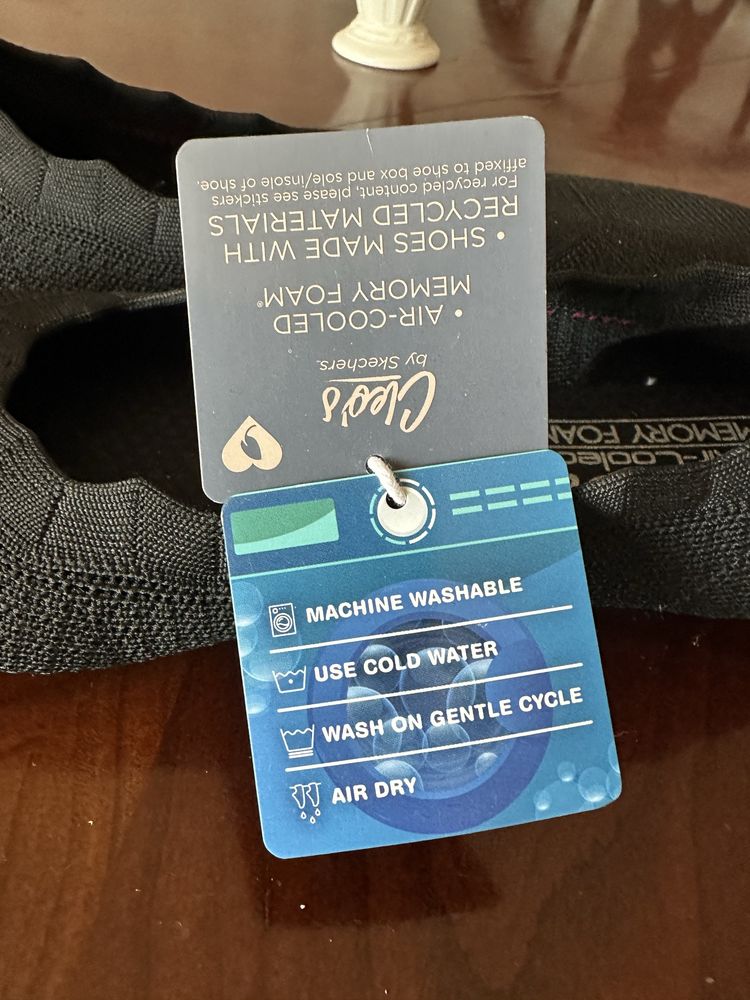 Cleo's
by Skechers.
• AIR-COOLED
MEMORY FOAM®
• SHOES MADE WITH
RECYCLED MATERIALS
For recycled content, please see stickers
affixed to shoe box and sole/insole of shoe.
Air-Cooled
MEMORY FOAM
MACHINE WASHABLE
USE COLD WATER
WASH ON GENTLE CYCLE
AIR DRY